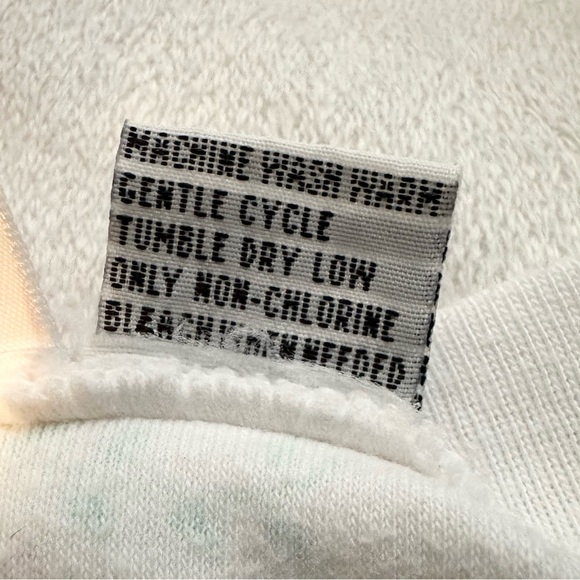 MACHINE WASH WARM
GENTLE CYCLE
TUMBLE DRY LOW
ONLY NON-CHLORINE
BLEACH WHEN NEEDED